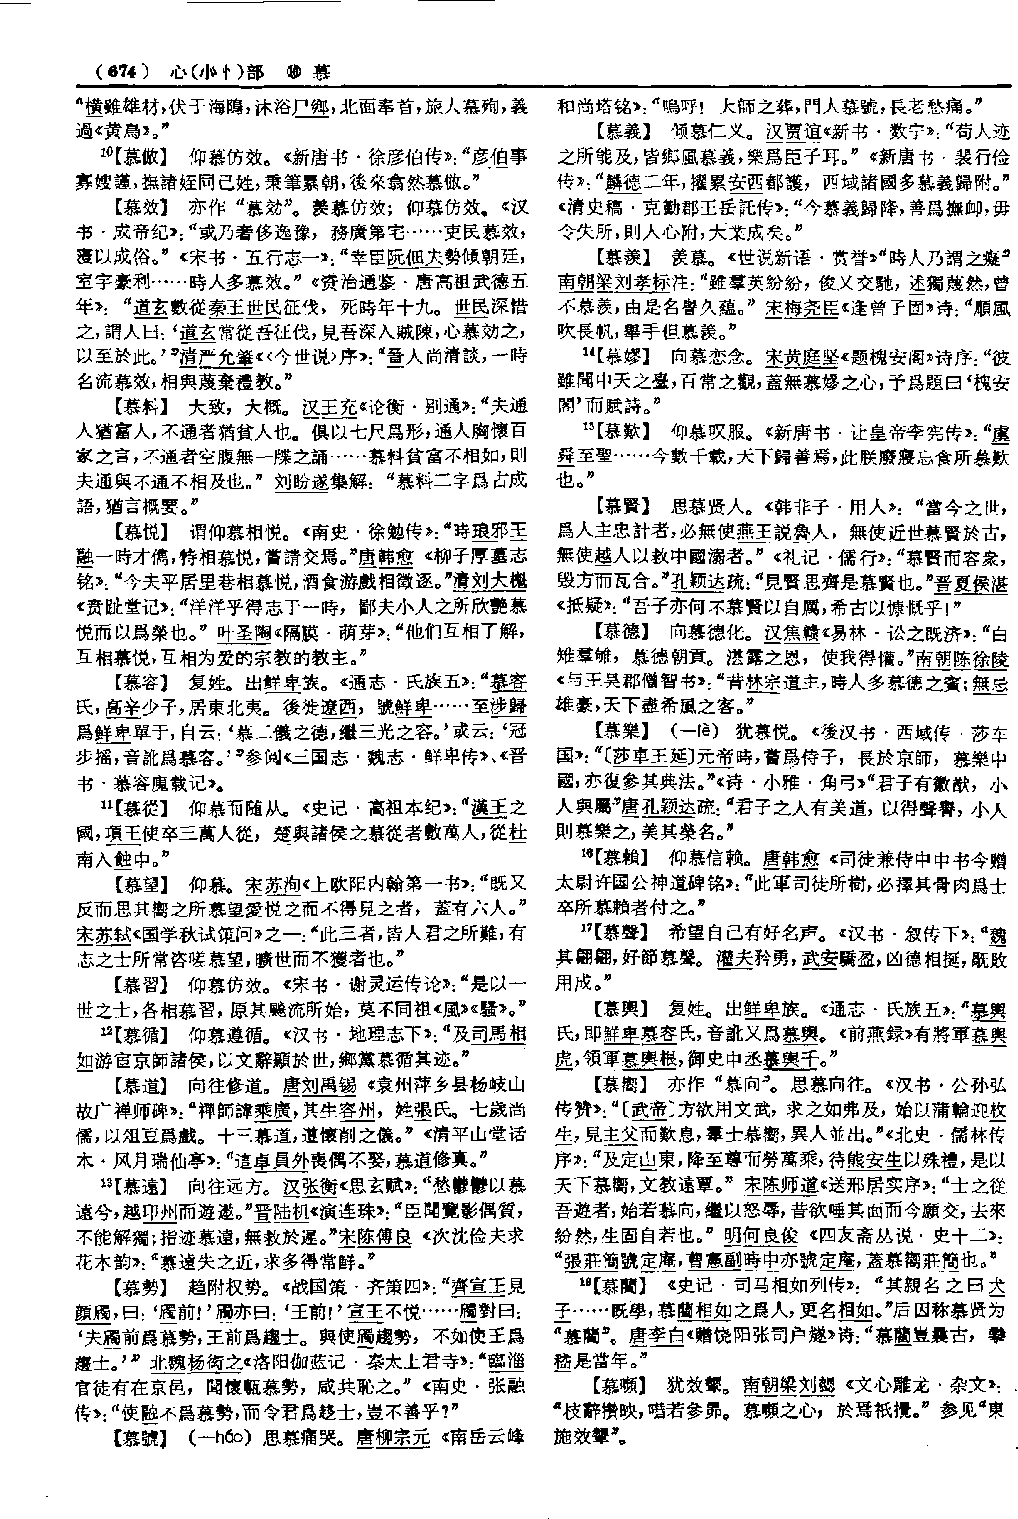 （674） 心(小忄)部 ⑪ 慕
“橫雖雄材，伏于海隅，沐浴尸鄉，北面奉首，旅人慕殉，義
過《黄鳥》。”
10【慕倣】 仰慕仿效。《新唐书·徐彦伯传》：“彦伯事
寡嫂謹，撫諸姪同己姓，秉筆累朝，後來翕然慕倣。”
【慕效】 亦作“慕効”。羡慕仿效；仰慕仿效。《汉
书·成帝纪》：“或乃奢侈逸豫，務廣第宅……吏民慕效，
寖以成俗。”《宋书·五行志一》：“幸臣阮佃夫勢傾朝廷，
室宇豪利……時人多慕效。”《资治通鉴·唐高祖武德五
年》：“道玄數從秦王世民征伐，死時年十九。世民深惜
之，謂人曰：‘道玄常從吾征伐，見吾深入賊陳，心慕効之，
以至於此。’”清严允肇《〈今世说〉序》：“晉人尚清談，一時
名流慕效，相與蔑棄禮教。”
【慕料】 大致，大概。汉王充《论衡·别通》：“夫通
人猶富人，不通者猶貧人也。俱以七尺爲形，通人胸懷百
家之言，不通者空腹無一牒之誦……慕料貧富不相如，則
夫通與不通不相及也。”刘盼遂集解：“慕料二字爲古成
語，猶言概要。”
【慕悦】 谓仰慕相悦。《南史·徐勉传》：“時琅邪王
融一時才儁，特相慕悦，嘗請交焉。”唐韩愈《柳子厚墓志
铭》：“今夫平居里巷相慕悦，酒食游戲相徵逐。”清刘大櫆
《贲趾堂记》：“洋洋乎得志于一時，鄙夫小人之所欣艷慕
悦而以爲榮也。”叶圣陶《隔膜·萌芽》：“他们互相了解，
互相慕悦，互相为爱的宗教的教主。”
【慕容】 复姓。出鲜卑族。《通志·氏族五》：“慕容
氏，高辛少子，居東北夷。後徙遼西，號鮮卑……至涉歸
爲鮮卑單于，自云：‘慕二儀之德，繼三光之容。’或云：‘冠
步摇，音訛爲慕容。’”参阅《三国志·魏志·鲜卑传》、《晋
书·慕容廆载记》。
11【慕從】 仰慕而随从。《史记·高祖本纪》：“漢王之
國，項王使卒三萬人從，楚與諸侯之慕從者數萬人，從杜
南入蝕中。”
【慕望】 仰慕。宋苏洵《上欧阳内翰第一书》：“既又
反而思其嚮之所慕望愛悦之而不得見之者，蓋有六人。”
宋苏轼《国学秋试策问》之一：“此三者，皆人君之所難，有
志之士所常咨嗟慕望，曠世而不獲者也。”
【慕習】 仰慕仿效。《宋书·谢灵运传论》：“是以一
世之士，各相慕習，原其飈流所始，莫不同祖《風》《騷》。”
12【慕循】 仰慕遵循。《汉书·地理志下》：“及司馬相
如游宦京師諸侯，以文辭顯於世，鄉黨慕循其迹。”
【慕道】 向往修道。唐刘禹锡《袁州萍乡县杨岐山
故广禅师碑》：“禪師諱乘廣，其生容州，姓張氏。七歲尚
儒，以俎豆爲戲。十三慕道，遵懷削之儀。”《清平山堂话
本·风月瑞仙亭》：“這卓員外喪偶不娶，慕道修真。”
13【慕遠】 向往远方。汉张衡《思玄赋》：“愁鬱鬱以慕
遠兮，越卬州而遊遨。”晋陆机《演连珠》：“臣聞覽影偶質，
不能解獨；指迹慕遠，無救於遲。”宋陈傅良《次沈俭夫求
花木韵》：“慕遠失之近，求多得常鮮。”
【慕勢】 趋附权势。《战国策·齐策四》：“齊宣王見
顔斶，曰：‘斶前！’斶亦曰：‘王前！’宣王不悦……斶對曰：
‘夫斶前爲慕勢，王前爲趨士。與使斶趨勢，不如使王爲
趨士。’”北魏杨衒之《洛阳伽蓝记·秦太上君寺》：“臨淄
官徒有在京邑，聞懷甎慕勢，咸共恥之。”《南史·张融
传》：“使融不爲慕勢，而令君爲趨士，豈不善乎？”
【慕號】 （—háo） 思慕痛哭。唐柳宗元《南岳云峰
和尚塔铭》：“嗚呼！大師之葬，門人慕號，長老愁痛。”
【慕義】 倾慕仁义。汉贾谊《新书·数宁》：“苟人迹
之所能及，皆鄉風慕義，樂爲臣子耳。”《新唐书·裴行俭
传》：“麟德二年，擢累安西都護，西域諸國多慕義歸附。”
《清史稿·克勤郡王岳託传》：“今慕義歸降，善爲撫卹，毋
令失所，則人心附，大業成矣。”
【慕羨】 羨慕。《世说新语·赏誉》“時人乃謂之癡”
南朝梁刘孝标注：“雖羣英紛紛，俊乂交馳，述獨蔑然，曾
不慕羨，由是名譽久蘊。”宋梅尧臣《逢曾子固》诗：“順風
吹長帆，舉手但慕羨。”
14【慕嫪】 向慕恋念。宋黄庭坚《题槐安阁》诗序：“彼
雖聞中天之臺，百常之觀，蓋無慕嫪之心，予爲題曰‘槐安
閣’而賦詩。”
15【慕歎】 仰慕叹服。《新唐书·让皇帝李宪传》：“虞
舜至聖……今數千載，天下歸善焉，此朕廢寢忘食所慕歎
也。”
【慕賢】 思慕贤人。《韩非子·用人》：“當今之世，
爲人主忠計者，必無使燕王説魯人，無使近世慕賢於古，
無使越人以救中國溺者。”《礼记·儒行》：“慕賢而容衆，
毁方而瓦合。”孔颖达疏：“見賢思齊是慕賢也。”晋夏侯湛
《抵疑》：“吾子亦何不慕賢以自厲，希古以慷慨乎！”
【慕德】 向慕德化。汉焦赣《易林·讼之既济》：“白
雉羣雊，慕德朝貢。湛露之恩，使我得懽。”南朝陈徐陵
《与王吴郡僧智书》：“昔林宗遵主，時人多慕德之賓；無忌
雄豪，天下盡希風之客。”
【慕樂】 （—lè） 犹慕悦。《後汉书·西域传·莎车
国》：“〔莎車王延〕元帝時，嘗爲侍子，長於京師，慕樂中
國，亦復參其典法。”《诗·小雅·角弓》“君子有徽猷，小
人與屬”唐孔颖达疏：“君子之人有美道，以得聲譽，小人
則慕樂之，美其榮名。”
16【慕賴】 仰慕信赖。唐韩愈《司徒兼侍中中书令赠
太尉许国公神道碑铭》：“此軍司徒所樹，必擇其骨肉爲士
卒所慕賴者付之。”
17【慕聲】 希望自己有好名声。《汉书·叙传下》：“魏
其翩翩，好節慕聲。灌夫矜勇，武安驕盈，凶德相挻，既敗
用成。”
【慕輿】 复姓。出鲜卑族。《通志·氏族五》：“慕輿
氏，即鮮卑慕容氏，音訛又爲慕輿。《前燕録》有將軍慕輿
虎，領軍慕輿根，御史中丞慕輿干。”
【慕嚮】 亦作“慕向”。思慕向往。《汉书·公孙弘
传赞》：“〔武帝〕方欲用文武，求之如弗及，始以蒲輪迎枚
生，見主父而歎息，羣士慕嚮，異人並出。”《北史·儒林传
序》：“及定山東，降至尊而勞萬乘，待熊安生以殊禮，是以
天下慕嚮，文教遠覃。”宋陈师道《送邢居实序》：“士之從
吾遊者，始若慕向，繼以怒辱，昔欲唾其面而今願交，去來
紛然，生固自若也。”明何良俊《四友斋丛说·史十二》：
“張莊簡號定庵，曹憲副時中亦號定庵，蓋慕嚮莊簡也。”
18【慕藺】 《史记·司马相如列传》：“其親名之曰犬
子……既學，慕藺相如之爲人，更名相如。”后因称慕贤为
“慕藺”。唐李白《赠饶阳张司户燧》诗：“慕藺豈曩古，攀
嵇是當年。”
【慕嚬】 犹效颦。南朝梁刘勰《文心雕龙·杂文》：
“枝辭攢映，嘒若參昴。慕嚬之心，於焉祇攪。”参见“東
施效顰”。